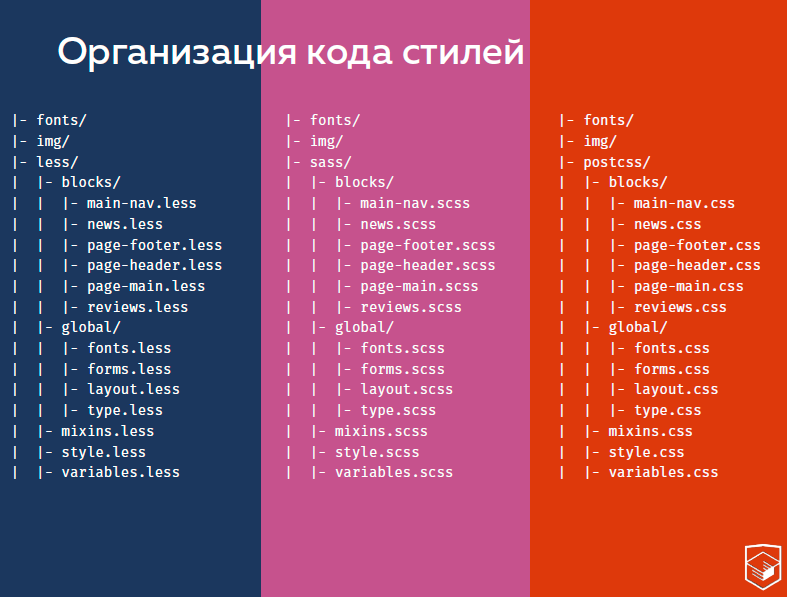 Организация кода стилей
|- fonts/
|- img/
|- less/
|  |- blocks/
|  |  |- main-nav.less
|  |  |- news.less
|  |  |- page-footer.less
|  |  |- page-header.less
|  |  |- page-main.less
|  |  |- reviews.less
|  |- global/
|  |  |- fonts.less
|  |  |- forms.less
|  |  |- layout.less
|  |  |- type.less
|  |- mixins.less
|  |- style.less
|  |- variables.less
|- fonts/
|- img/
|- sass/
|  |- blocks/
|  |  |- main-nav.scss
|  |  |- news.scss
|  |  |- page-footer.scss
|  |  |- page-header.scss
|  |  |- page-main.scss
|  |  |- reviews.scss
|  |- global/
|  |  |- fonts.scss
|  |  |- forms.scss
|  |  |- layout.scss
|  |  |- type.scss
|  |- mixins.scss
|  |- style.scss
|  |- variables.scss
|- fonts/
|- img/
|- postcss/
|  |- blocks/
|  |  |- main-nav.css
|  |  |- news.css
|  |  |- page-footer.css
|  |  |- page-header.css
|  |  |- page-main.css
|  |  |- reviews.css
|  |- global/
|  |  |- fonts.css
|  |  |- forms.css
|  |  |- layout.css
|  |  |- type.css
|  |- mixins.css
|  |- style.css
|  |- variables.css